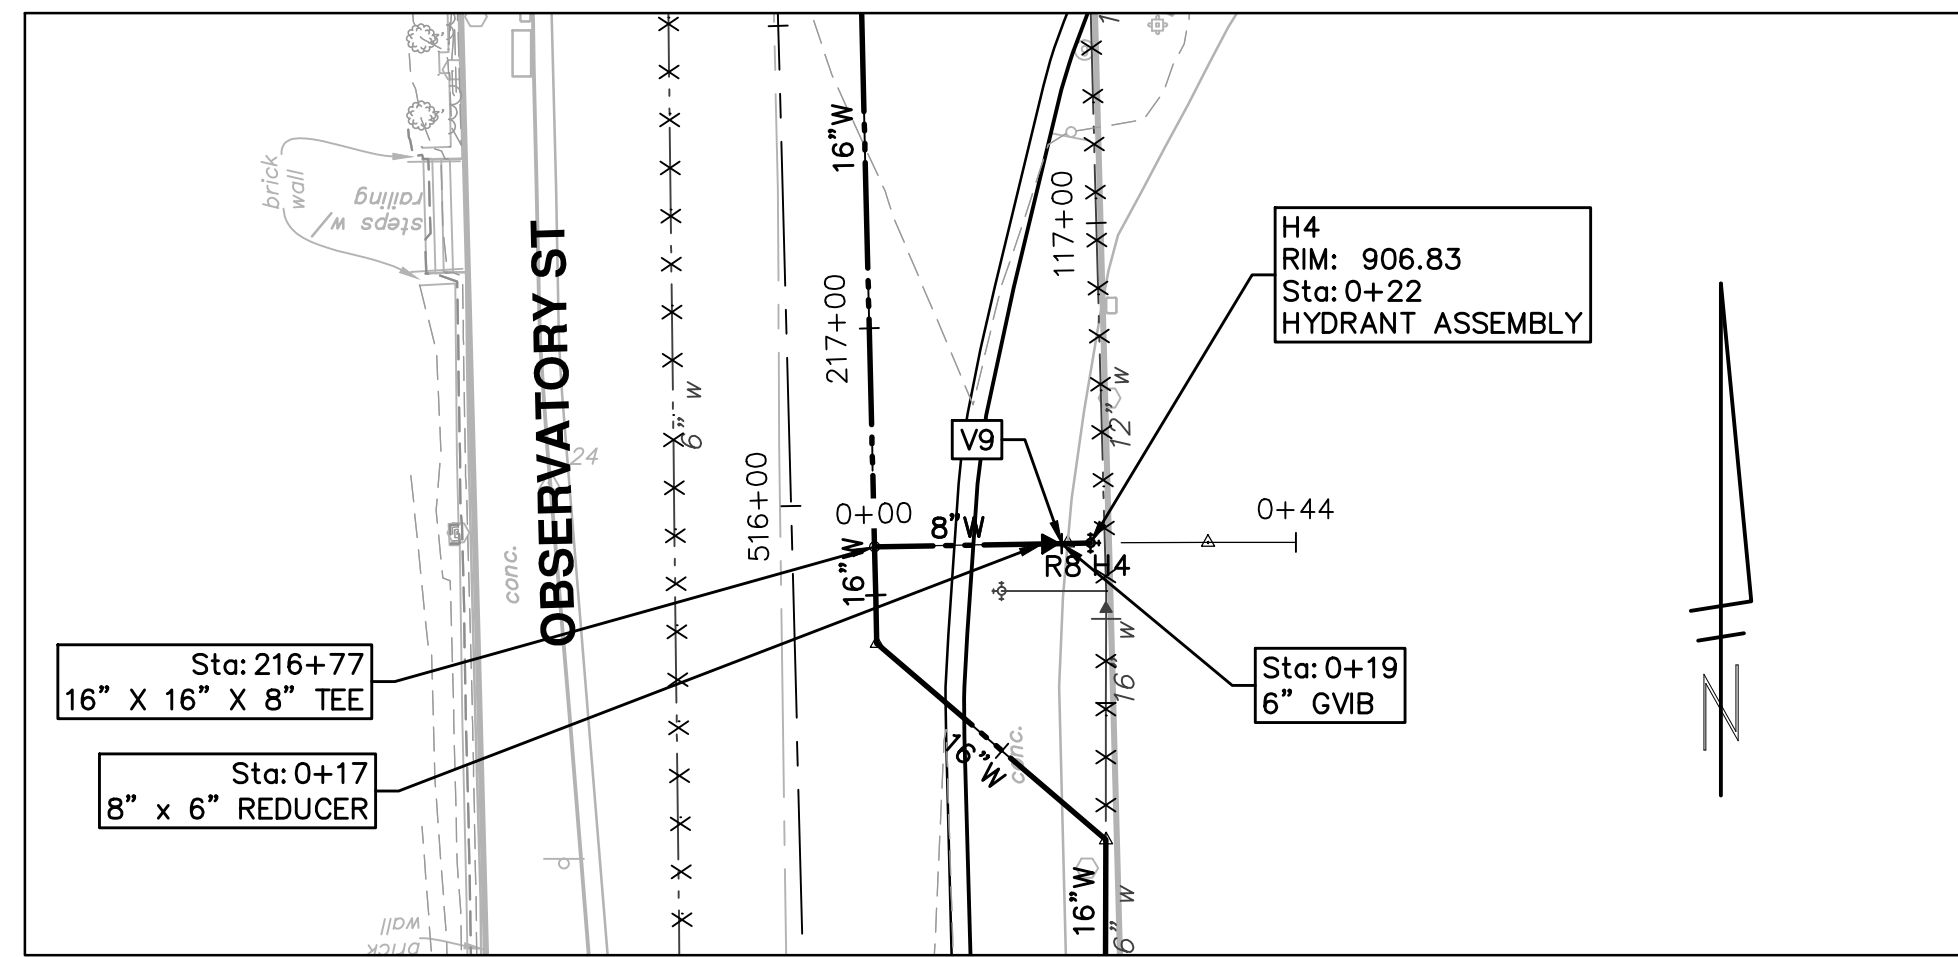 16”W
brick
wall
steps w/
railing
117+00
H4
RIM: 906.83
Sta: 0+22
HYDRANT ASSEMBLY
217+00
OBSERVATORY ST
6” w
12” w
V9
24
516+00
0+00
8”W
0+44
16”W
R8 H4
conc.
Sta: 216+77
16” X 16” X 8” TEE
16” w
Sta: 0+19
6” GVIB
Sta: 0+17
8” x 6” REDUCER
16”W
conc.
N
16”W
6” w
brick
wall